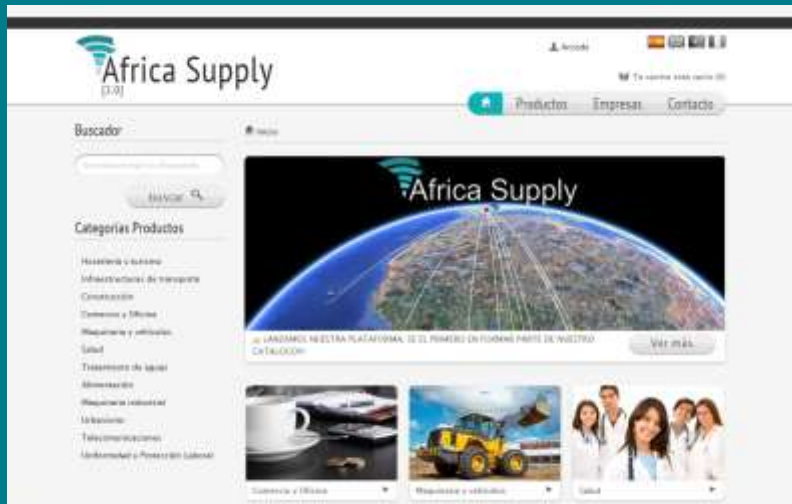 Africa Supply
[3.0]
Accede
Tu carrito está vacío (0)
Productos Empresas Contacto
Buscador
Inicio
buscar
Africa Supply
Categorías Productos
Hostelería y turismo
Infraestructuras de transporte
Construcción
Comercio y Oficina
Maquinaria y vehículos
Salud
Tratamiento de aguas
Alimentación
Maquinaria industrial
Urbanismo
Telecomunicaciones
Uniformidad y Protección Laboral
LANZAMOS NUESTRA PLATAFORMA, SE EL PRIMERO EN FORMAR PARTE DE NUESTRO
CATALOGO!!!
Ver más
Comercio y Oficina
Maquinaria y vehículos
Salud